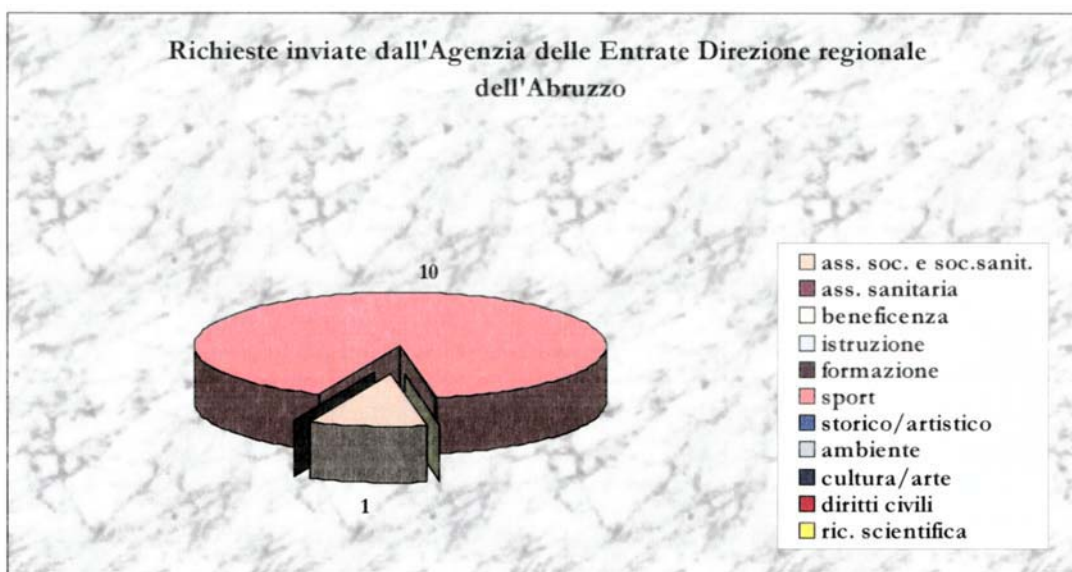 Richieste inviate dall'Agenzia delle Entrate Direzione regionale
dell'Abruzzo
10
1
ass. soc. e soc.sanit.
ass. sanitaria
beneficenza
istruzione
formazione
sport
storico/artistico
ambiente
cultura/arte
diritti civili
ric. scientifica